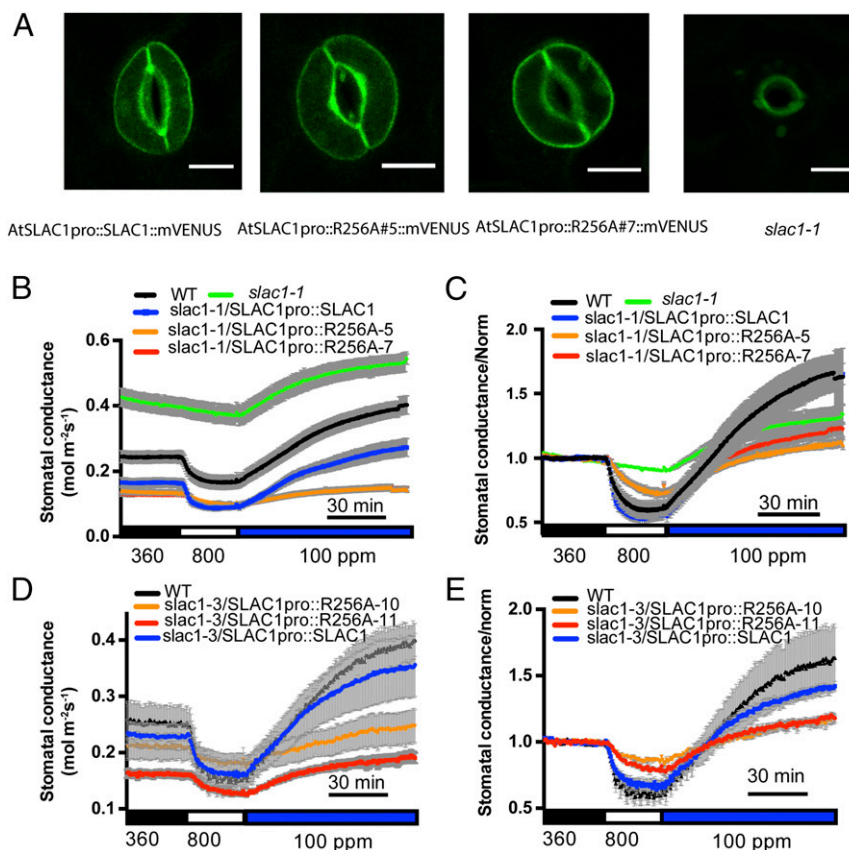 A
AtSLAC1pro::SLAC1::mVENUS
AtSLAC1pro::R256A#5::mVENUS
AtSLAC1pro::R256A#7::mVENUS
slac1-1
B
WT
slac1-1
slac1-1/SLAC1pro::SLAC1
slac1-1/SLAC1pro::R256A-5
slac1-1/SLAC1pro::R256A-7
Stomatal conductance
(mol m⁻²s⁻¹)
0.6
0.4
0.2
0.0
30 min
360
800
100 ppm
C
WT
slac1-1
slac1-1/SLAC1pro::SLAC1
slac1-1/SLAC1pro::R256A-5
slac1-1/SLAC1pro::R256A-7
Stomatal conductance/Norm
2.0
1.5
1.0
0.5
30 min
360
800
100 ppm
D
WT
slac1-3/SLAC1pro::R256A-10
slac1-3/SLAC1pro::R256A-11
slac1-3/SLAC1pro::SLAC1
Stomatal conductance
(mol m⁻²s⁻¹)
0.4
0.3
0.2
0.1
30 min
360
800
100 ppm
E
WT
slac1-3/SLAC1pro::R256A-10
slac1-3/SLAC1pro::R256A-11
slac1-3/SLAC1pro::SLAC1
Stomatal conductance/norm
2.0
1.5
1.0
0.5
30 min
360
800
100 ppm